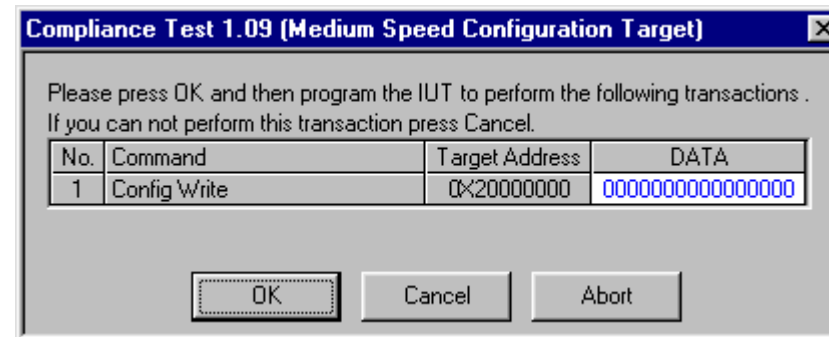 Compliance Test 1.09 (Medium Speed Configuration Target)
Please press OK and then program the IUT to perform the following transactions .
If you can not perform this transaction press Cancel.
No. Command Target Address DATA
1 Config Write 0X20000000 0000000000000000
OK Cancel Abort